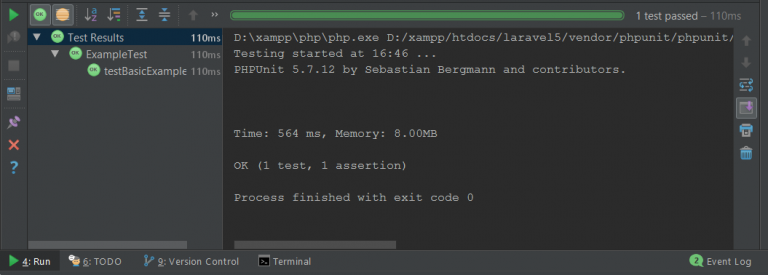 1 test passed – 110ms
Test Results 110ms
OK ExampleTest 110ms
OK testBasicExample 110ms
D:\xampp\php\php.exe D:/xampp/htdocs/laravel5/vendor/phpunit/phpunit/
Testing started at 16:46 ...
PHPUnit 5.7.12 by Sebastian Bergmann and contributors.
Time: 564 ms, Memory: 8.00MB
OK (1 test, 1 assertion)
Process finished with exit code 0
4: Run
6: TODO
9: Version Control
Terminal
2 Event Log